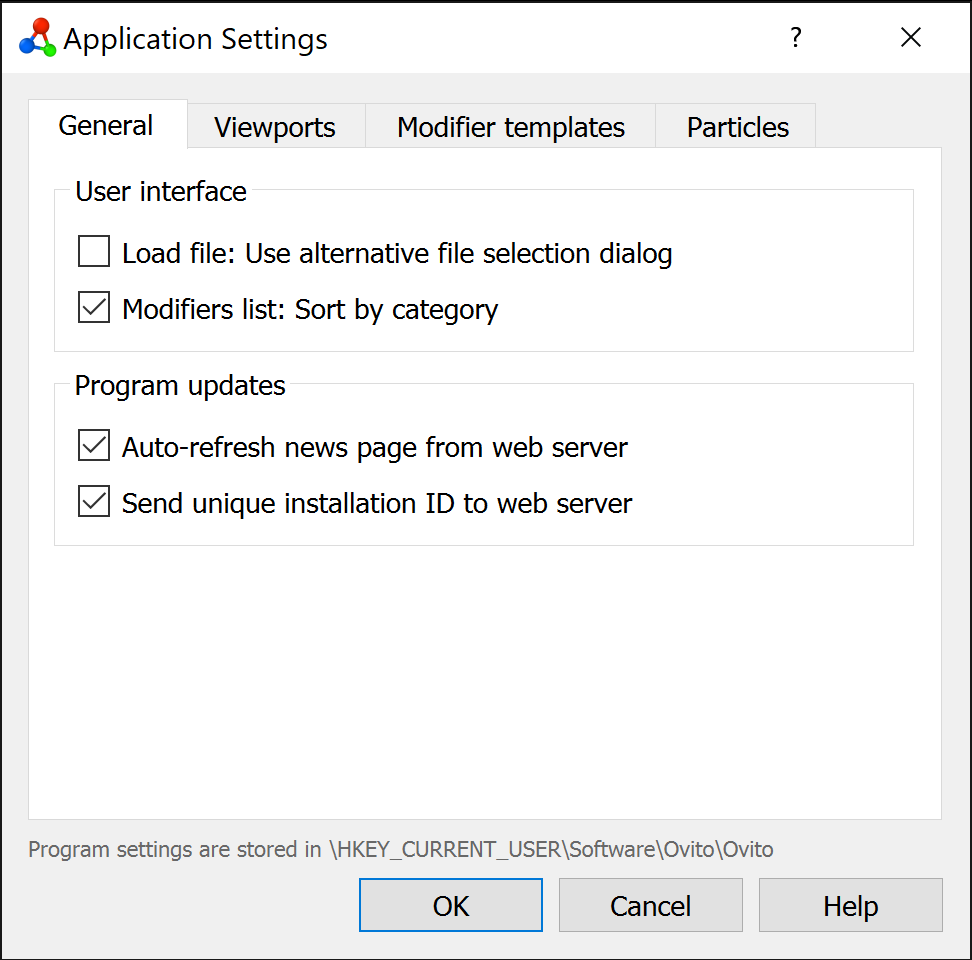 Application Settings
?
General
Viewports
Modifier templates
Particles
User interface
Load file: Use alternative file selection dialog
Modifiers list: Sort by category
Program updates
Auto-refresh news page from web server
Send unique installation ID to web server
Program settings are stored in \HKEY_CURRENT_USER\Software\Ovito\Ovito
OK
Cancel
Help